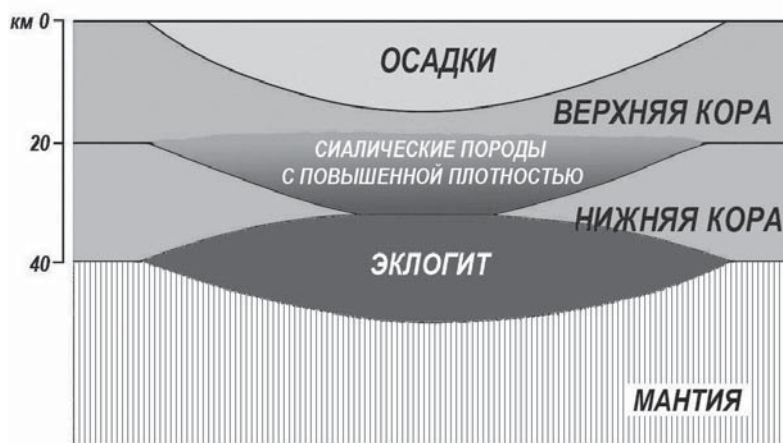 км 0
ОСАДКИ
ВЕРХНЯЯ КОРА
20
СИАЛИЧЕСКИЕ ПОРОДЫ
С ПОВЫШЕННОЙ ПЛОТНОСТЬЮ
НИЖНЯЯ КОРА
ЭКЛОГИТ
40
МАНТИЯ